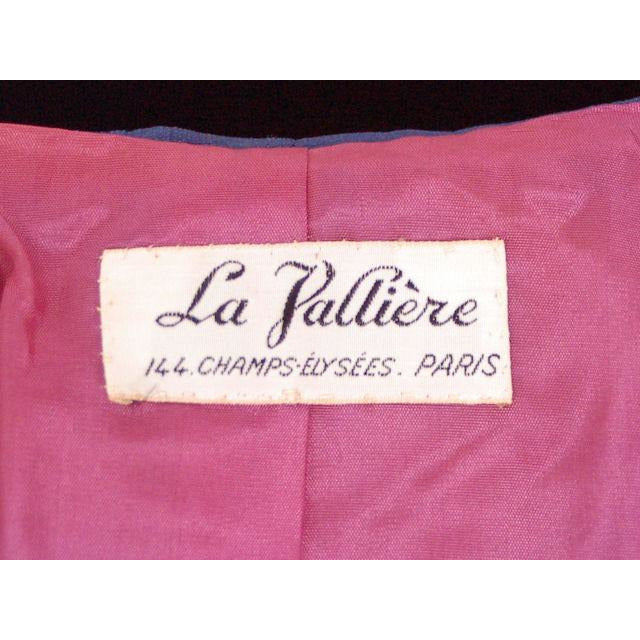 La Vallière
144. CHAMPS-ÉLYSÉES. PARIS